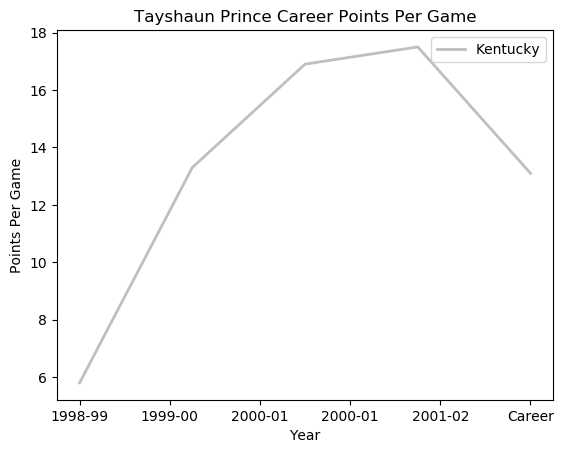 Tayshaun Prince Career Points Per Game
Kentucky
18
16
14
12
10
8
6
Points Per Game
1998-99 1999-00 2000-01 2000-01 2001-02 Career
Year